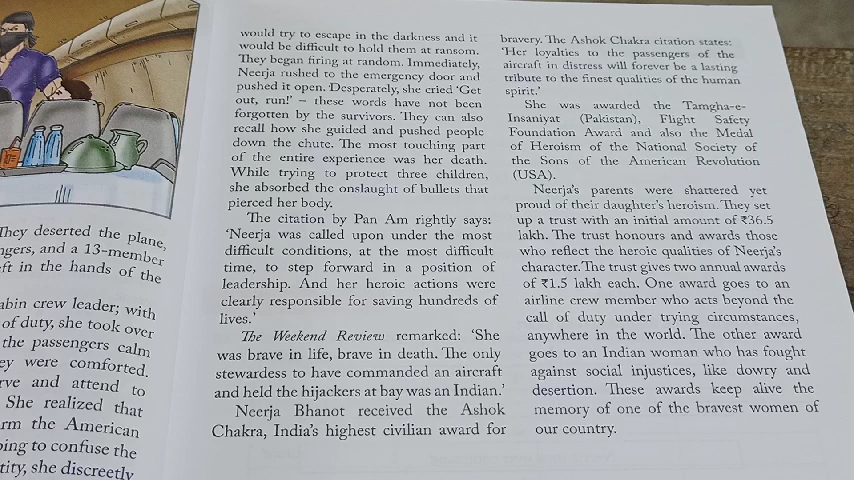 They deserted the plane,
ngers, and a 13-member
ft in the hands of the
abin crew leader; with
of duty, she took over
the passengers calm
ey were comforted.
rve and attend to
She realized that
rm the American
ping to confuse the
tity, she discreetly
would try to escape in the darkness and it
would be difficult to hold them at ransom.
They began firing at random. Immediately,
Neerja rushed to the emergency door and
pushed it open. Desperately, she cried ‘Get
out, run!’ – these words have not been
forgotten by the survivors. They can also
recall how she guided and pushed people
down the chute. The most touching part
of the entire experience was her death.
While trying to protect three children,
she absorbed the onslaught of bullets that
pierced her body.
The citation by Pan Am rightly says:
‘Neerja was called upon under the most
difficult conditions, at the most difficult
time, to step forward in a position of
leadership. And her heroic actions were
clearly responsible for saving hundreds of
lives.’
The Weekend Review remarked: ‘She
was brave in life, brave in death. The only
stewardess to have commanded an aircraft
and held the hijackers at bay was an Indian.’
Neerja Bhanot received the Ashok
Chakra, India’s highest civilian award for
bravery. The Ashok Chakra citation states:
‘Her loyalties to the passengers of the
aircraft in distress will forever be a lasting
tribute to the finest qualities of the human
spirit.’
She was awarded the Tamgha-e-
Insaniyat (Pakistan), Flight Safety
Foundation Award and also the Medal
of Heroism of the National Society of
the Sons of the American Revolution
(USA).
Neerja’s parents were shattered yet
proud of their daughter’s heroism. They set
up a trust with an initial amount of ₹36.5
lakh. The trust honours and awards those
who reflect the heroic qualities of Neerja’s
character. The trust gives two annual awards
of ₹1.5 lakh each. One award goes to an
airline crew member who acts beyond the
call of duty under trying circumstances,
anywhere in the world. The other award
goes to an Indian woman who has fought
against social injustices, like dowry and
desertion. These awards keep alive the
memory of one of the bravest women of
our country.